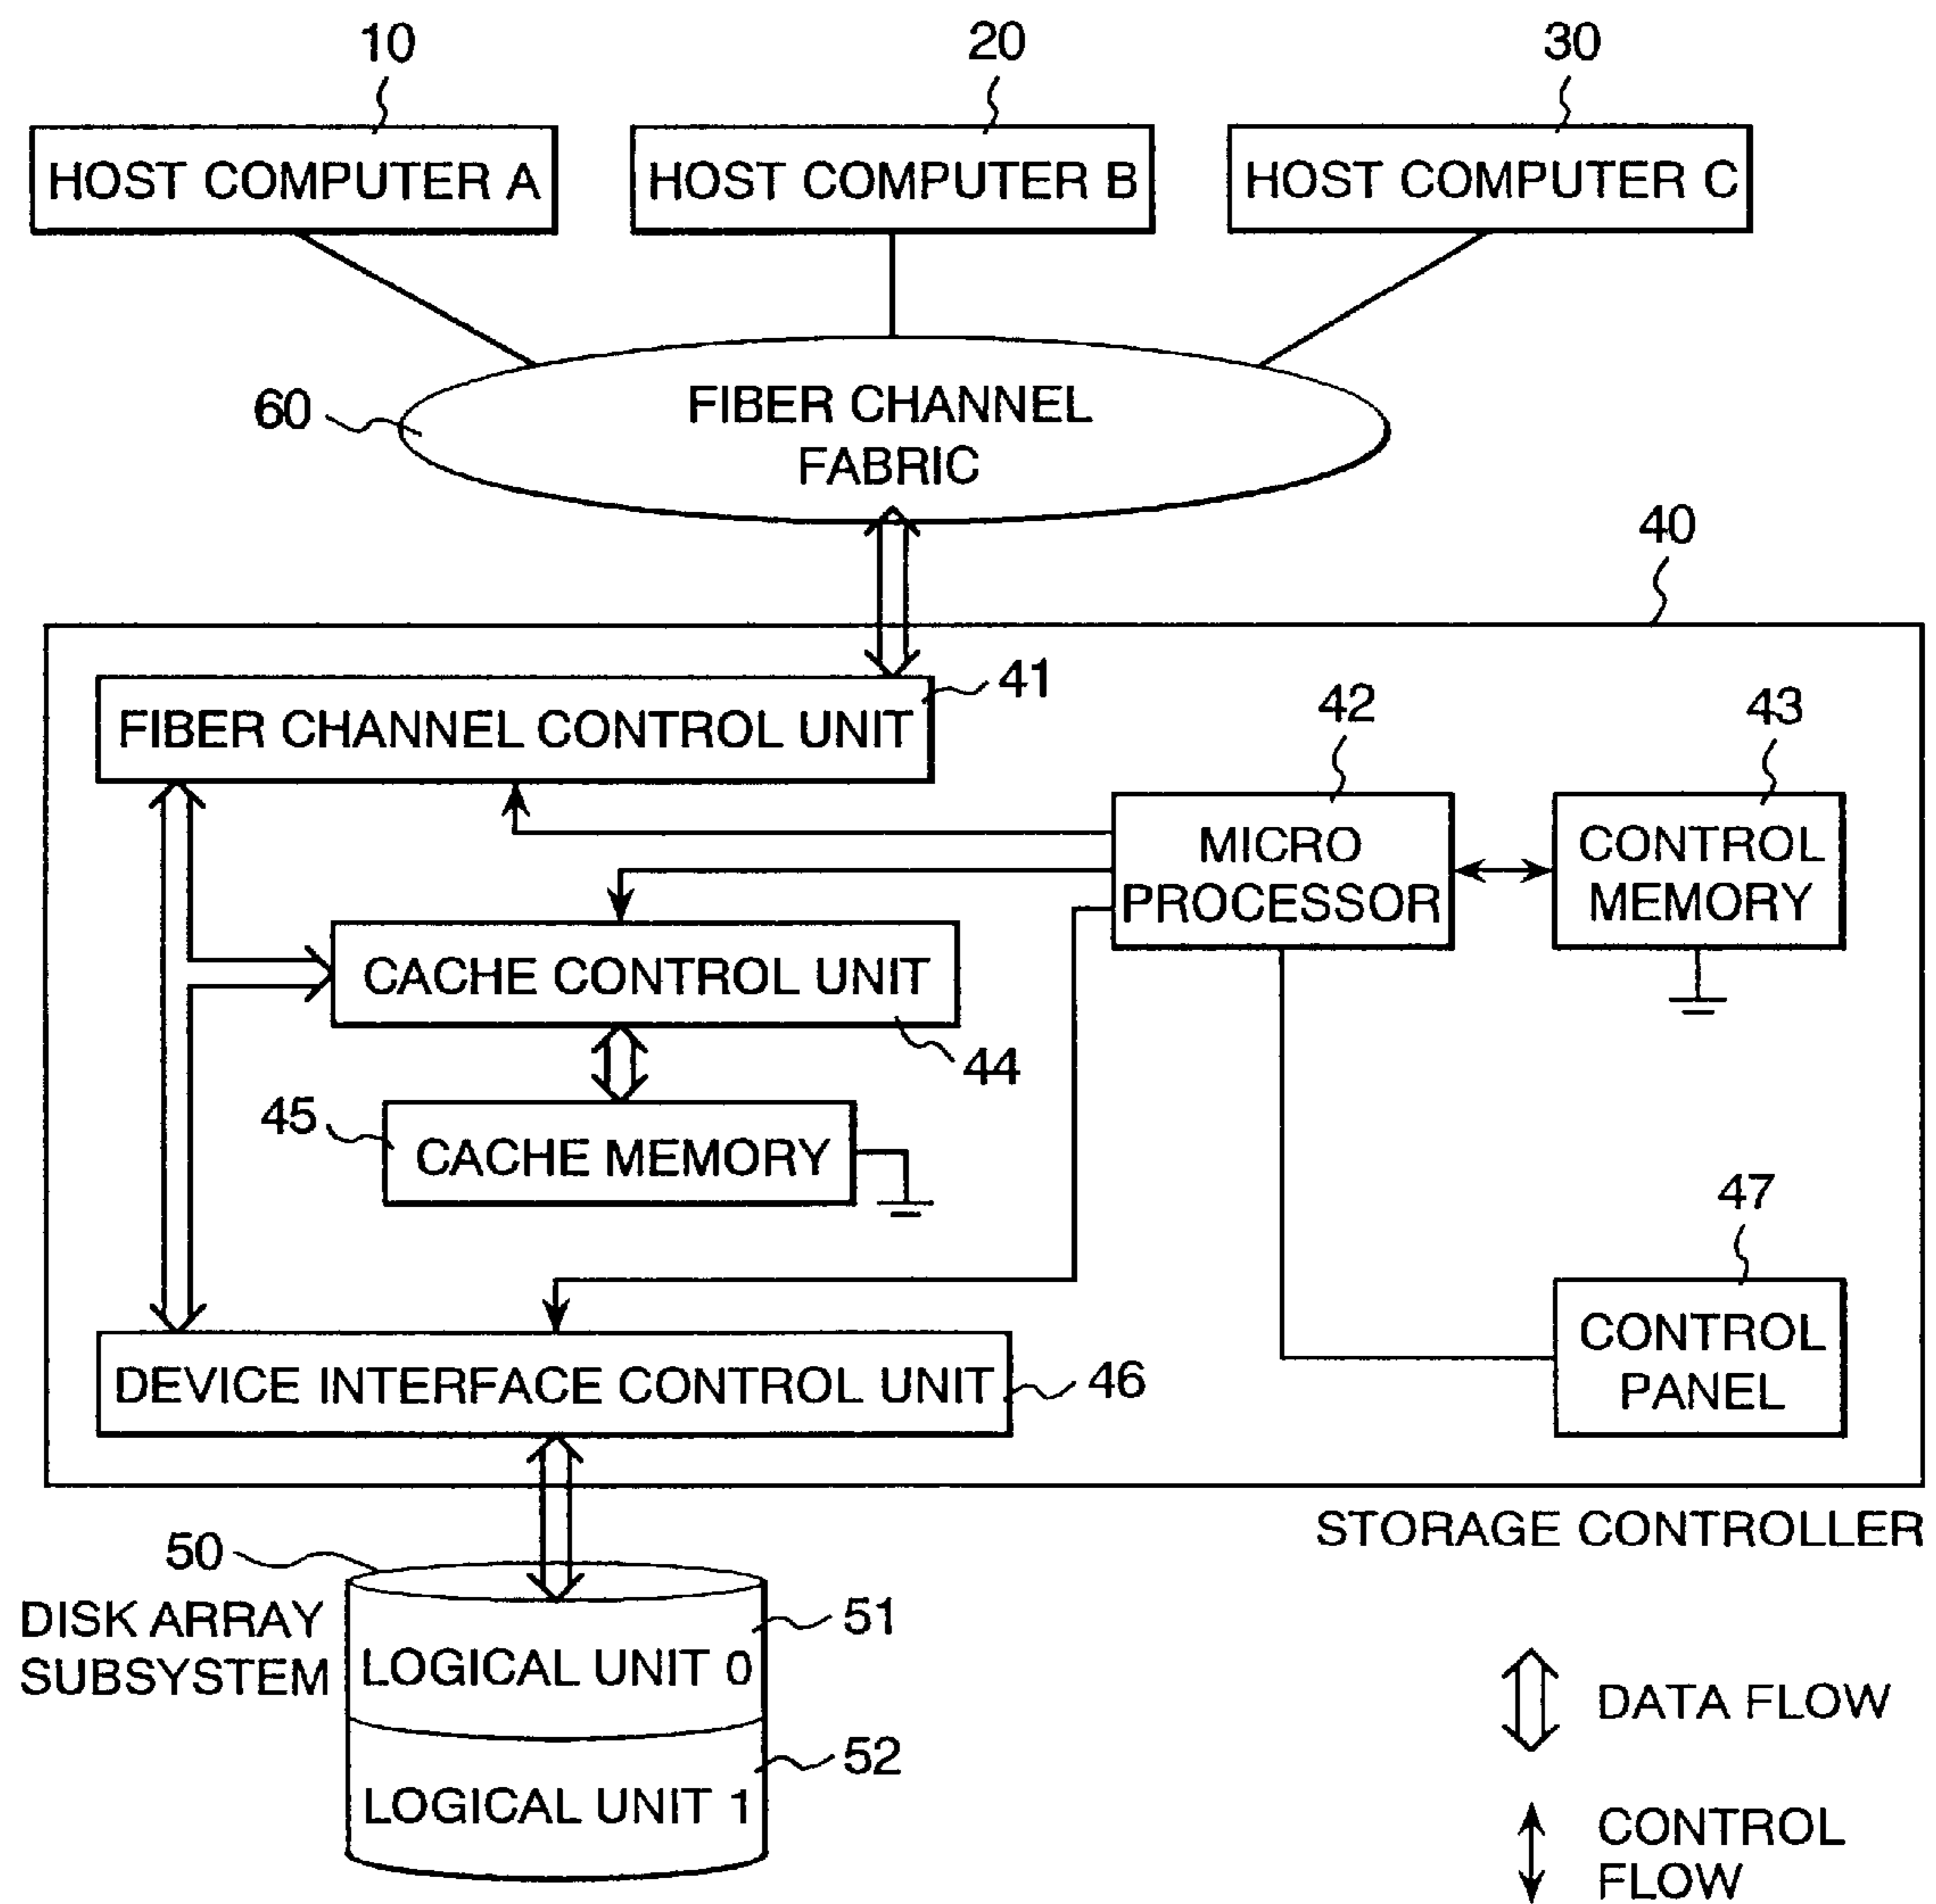 10
20
30
HOST COMPUTER A
HOST COMPUTER B
HOST COMPUTER C
60
FIBER CHANNEL
FABRIC
40
41
FIBER CHANNEL CONTROL UNIT
42
43
MICRO
PROCESSOR
CONTROL
MEMORY
CACHE CONTROL UNIT
44
45
CACHE MEMORY
47
CONTROL
PANEL
DEVICE INTERFACE CONTROL UNIT
46
STORAGE CONTROLLER
50
DISK ARRAY
SUBSYSTEM
51
LOGICAL UNIT 0
52
LOGICAL UNIT 1
DATA FLOW
CONTROL
FLOW